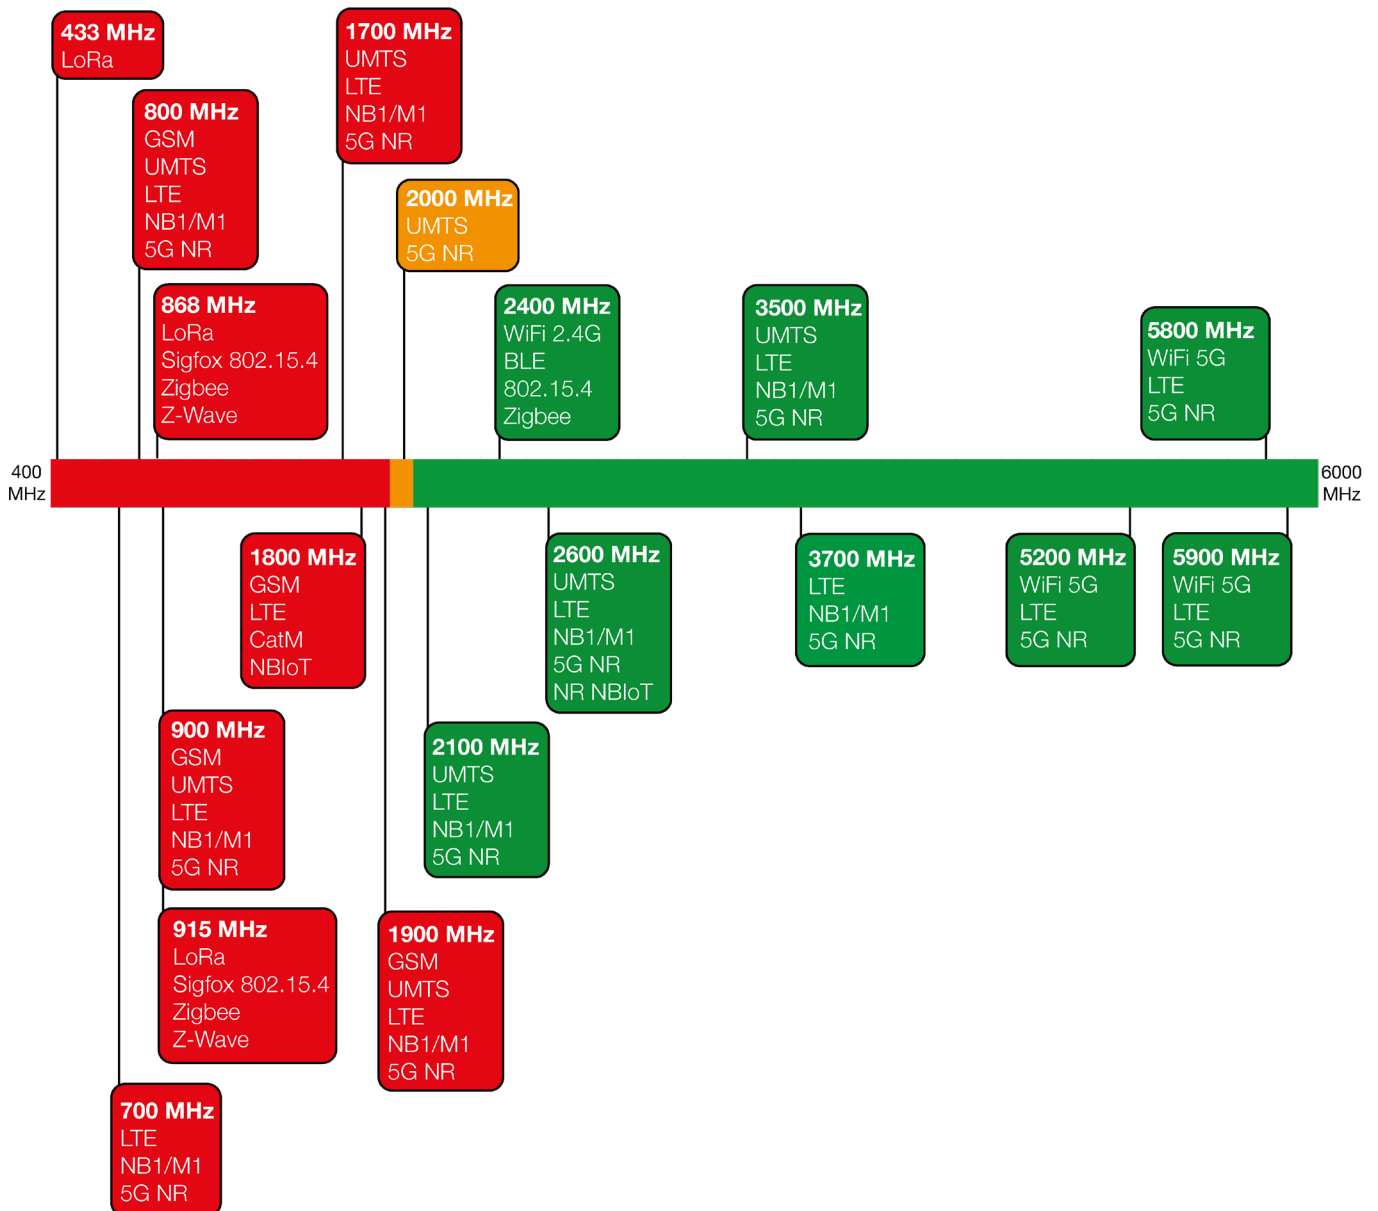 433 MHz
LoRa
1700 MHz
UMTS
LTE
NB1/M1
5G NR
800 MHz
GSM
UMTS
LTE
NB1/M1
5G NR
2000 MHz
UMTS
5G NR
868 MHz
LoRa
Sigfox 802.15.4
Zigbee
Z-Wave
2400 MHz
WiFi 2.4G
BLE
802.15.4
Zigbee
3500 MHz
UMTS
LTE
NB1/M1
5G NR
5800 MHz
WiFi 5G
LTE
5G NR
400
MHz
6000
MHz
1800 MHz
GSM
LTE
CatM
NBIoT
2600 MHz
UMTS
LTE
NB1/M1
5G NR
NR NBIoT
3700 MHz
LTE
NB1/M1
5G NR
5200 MHz
WiFi 5G
LTE
5G NR
5900 MHz
WiFi 5G
LTE
5G NR
900 MHz
GSM
UMTS
LTE
NB1/M1
5G NR
2100 MHz
UMTS
LTE
NB1/M1
5G NR
915 MHz
LoRa
Sigfox 802.15.4
Zigbee
Z-Wave
1900 MHz
GSM
UMTS
LTE
NB1/M1
5G NR
700 MHz
LTE
NB1/M1
5G NR